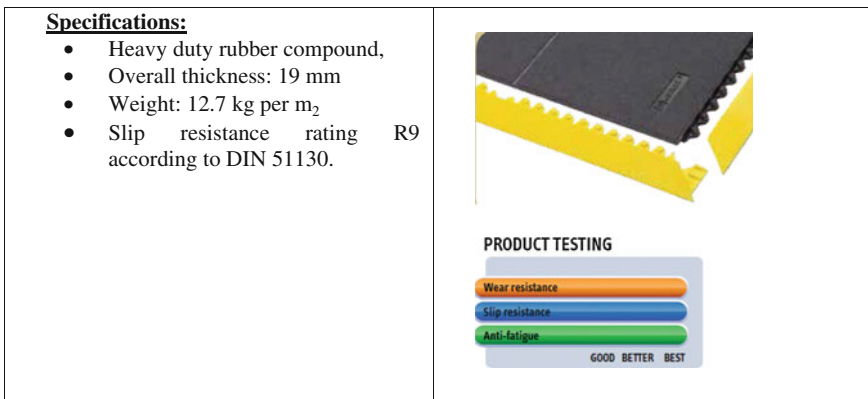 Specifications:
• Heavy duty rubber compound,
• Overall thickness: 19 mm
• Weight: 12.7 kg per m₂
• Slip resistance rating R9
according to DIN 51130.
PRODUCT TESTING
Wear resistance
Slip resistance
Anti-fatigue
GOOD BETTER BEST